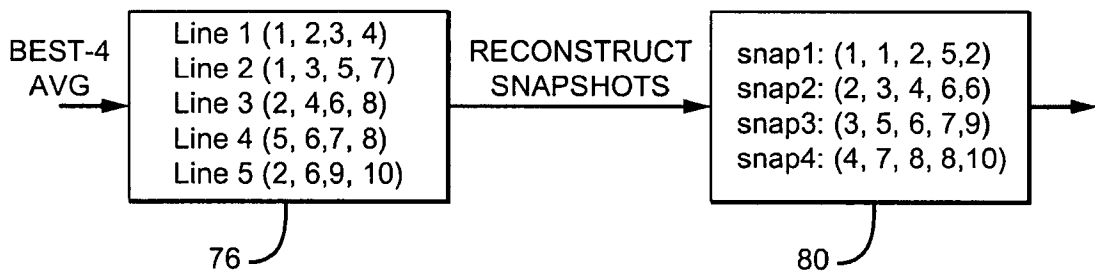 BEST-4
AVG
Line 1 (1, 2,3, 4)
Line 2 (1, 3, 5, 7)
Line 3 (2, 4,6, 8)
Line 4 (5, 6,7, 8)
Line 5 (2, 6,9, 10)
76
RECONSTRUCT
SNAPSHOTS
snap1: (1, 1, 2, 5,2)
snap2: (2, 3, 4, 6,6)
snap3: (3, 5, 6, 7,9)
snap4: (4, 7, 8, 8,10)
80